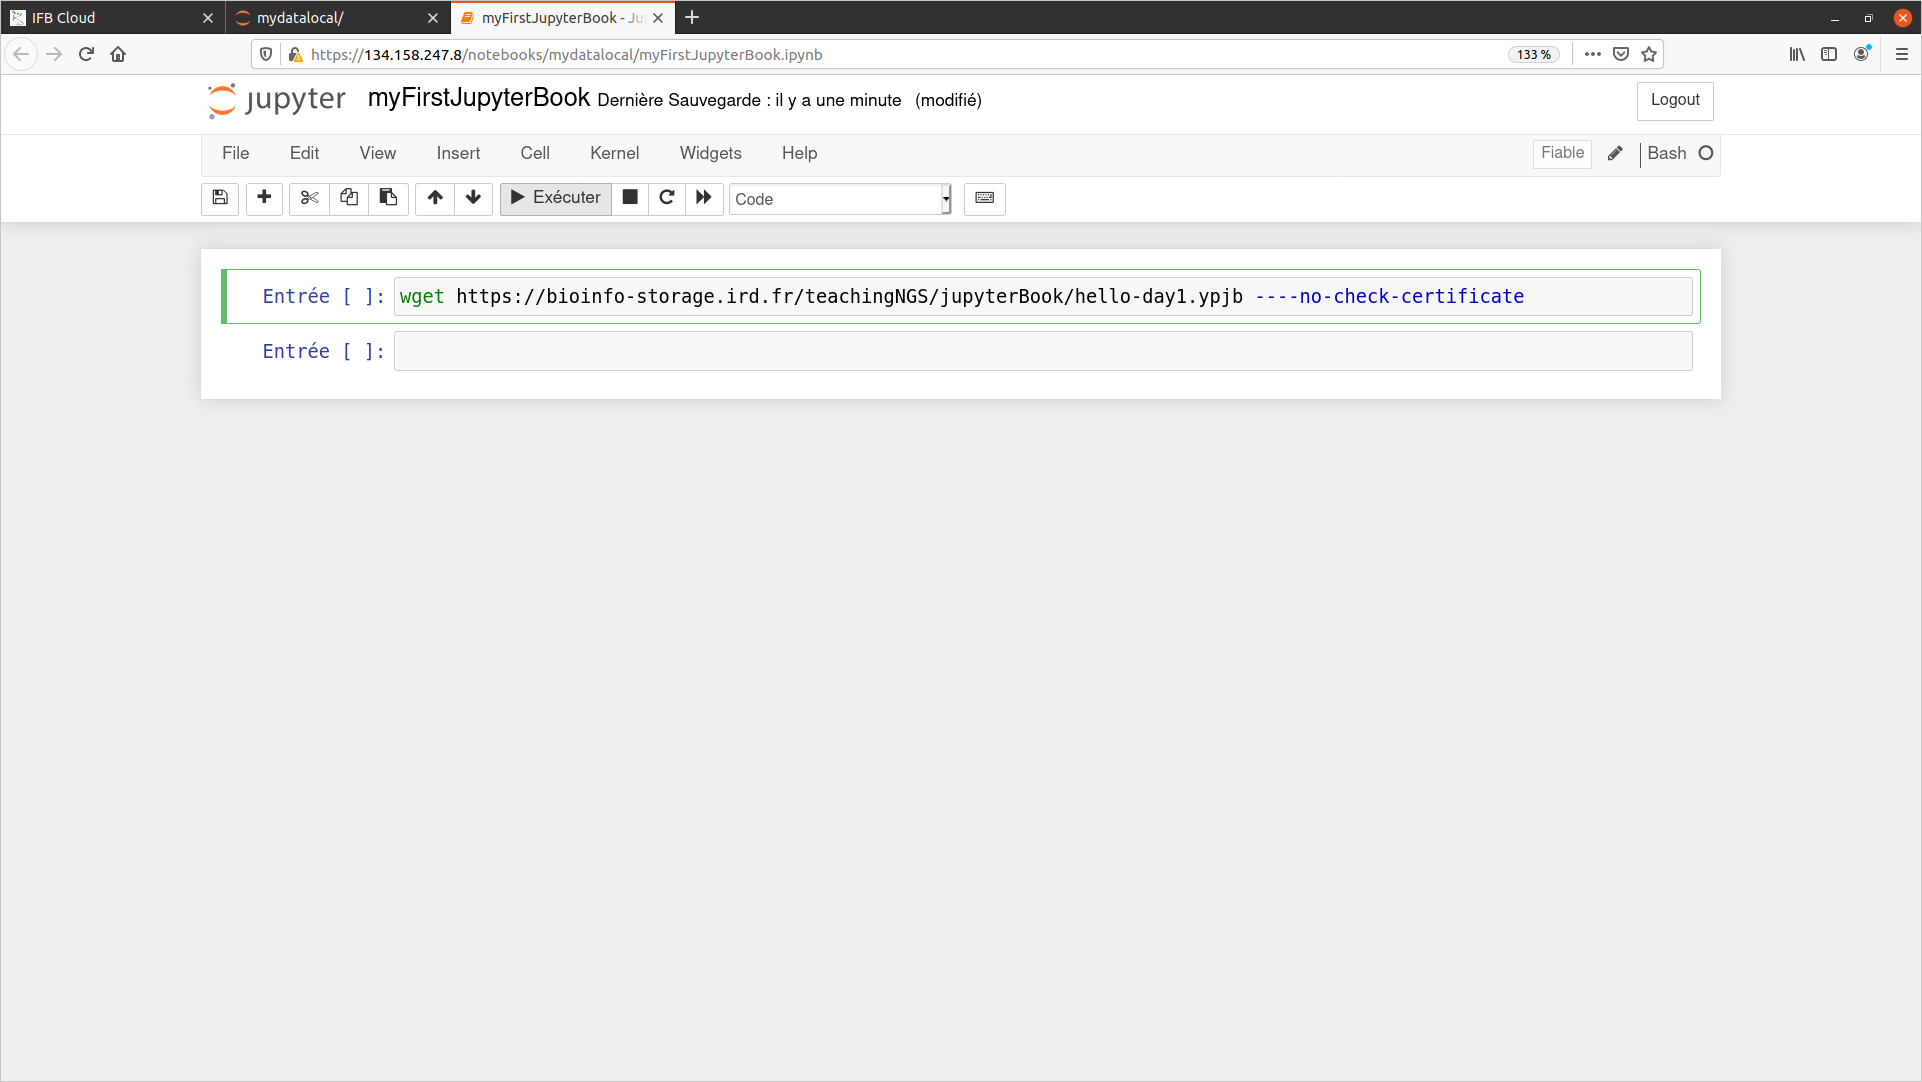 IFB Cloud
mydatalocal/
myFirstJupyterBook - Ju
https://134.158.247.8/notebooks/mydatalocal/myFirstJupyterBook.ipynb
133 %
jupyter
myFirstJupyterBook Dernière Sauvegarde : il y a une minute (modifié)
Logout
File Edit View Insert Cell Kernel Widgets Help
Fiable
Bash
Exécuter
Code
Entrée [ ]: wget https://bioinfo-storage.ird.fr/teachingNGS/jupyterBook/hello-day1.ypjb ----no-check-certificate
Entrée [ ]: